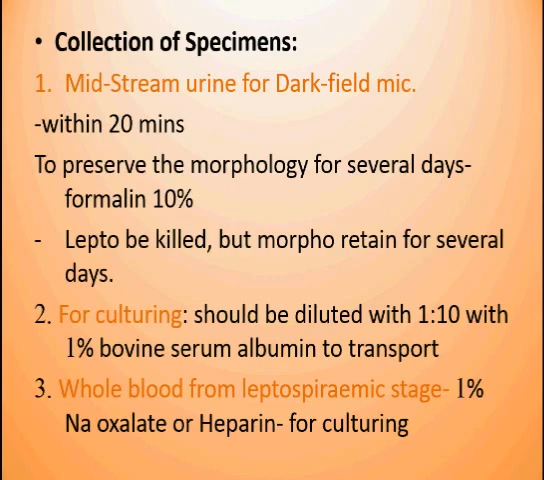 • Collection of Specimens:
1. Mid-Stream urine for Dark-field mic.
-within 20 mins
To preserve the morphology for several days-
formalin 10%
- Lepto be killed, but morpho retain for several
days.
2. For culturing: should be diluted with 1:10 with
1% bovine serum albumin to transport
3. Whole blood from leptospiraemic stage- 1%
Na oxalate or Heparin- for culturing